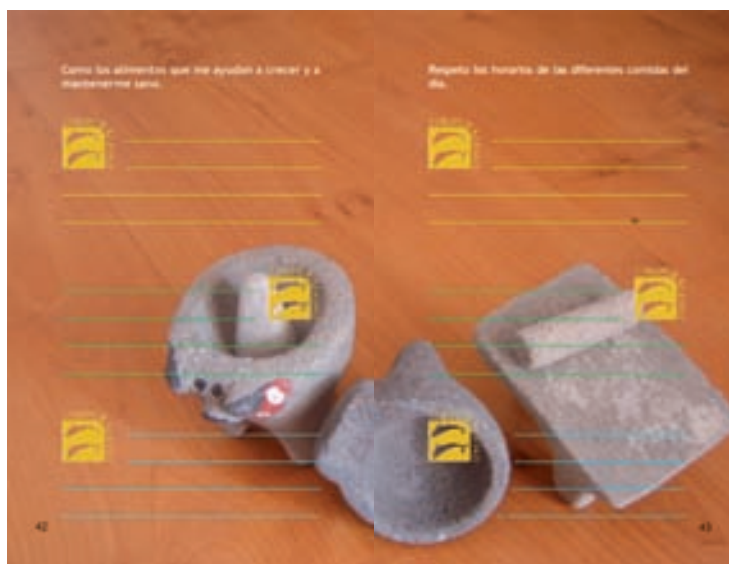 Como los alimentos que me ayudan a crecer y a
mantenerme sano.
Respeto los horarios de las diferentes comidas del
día.
42
43